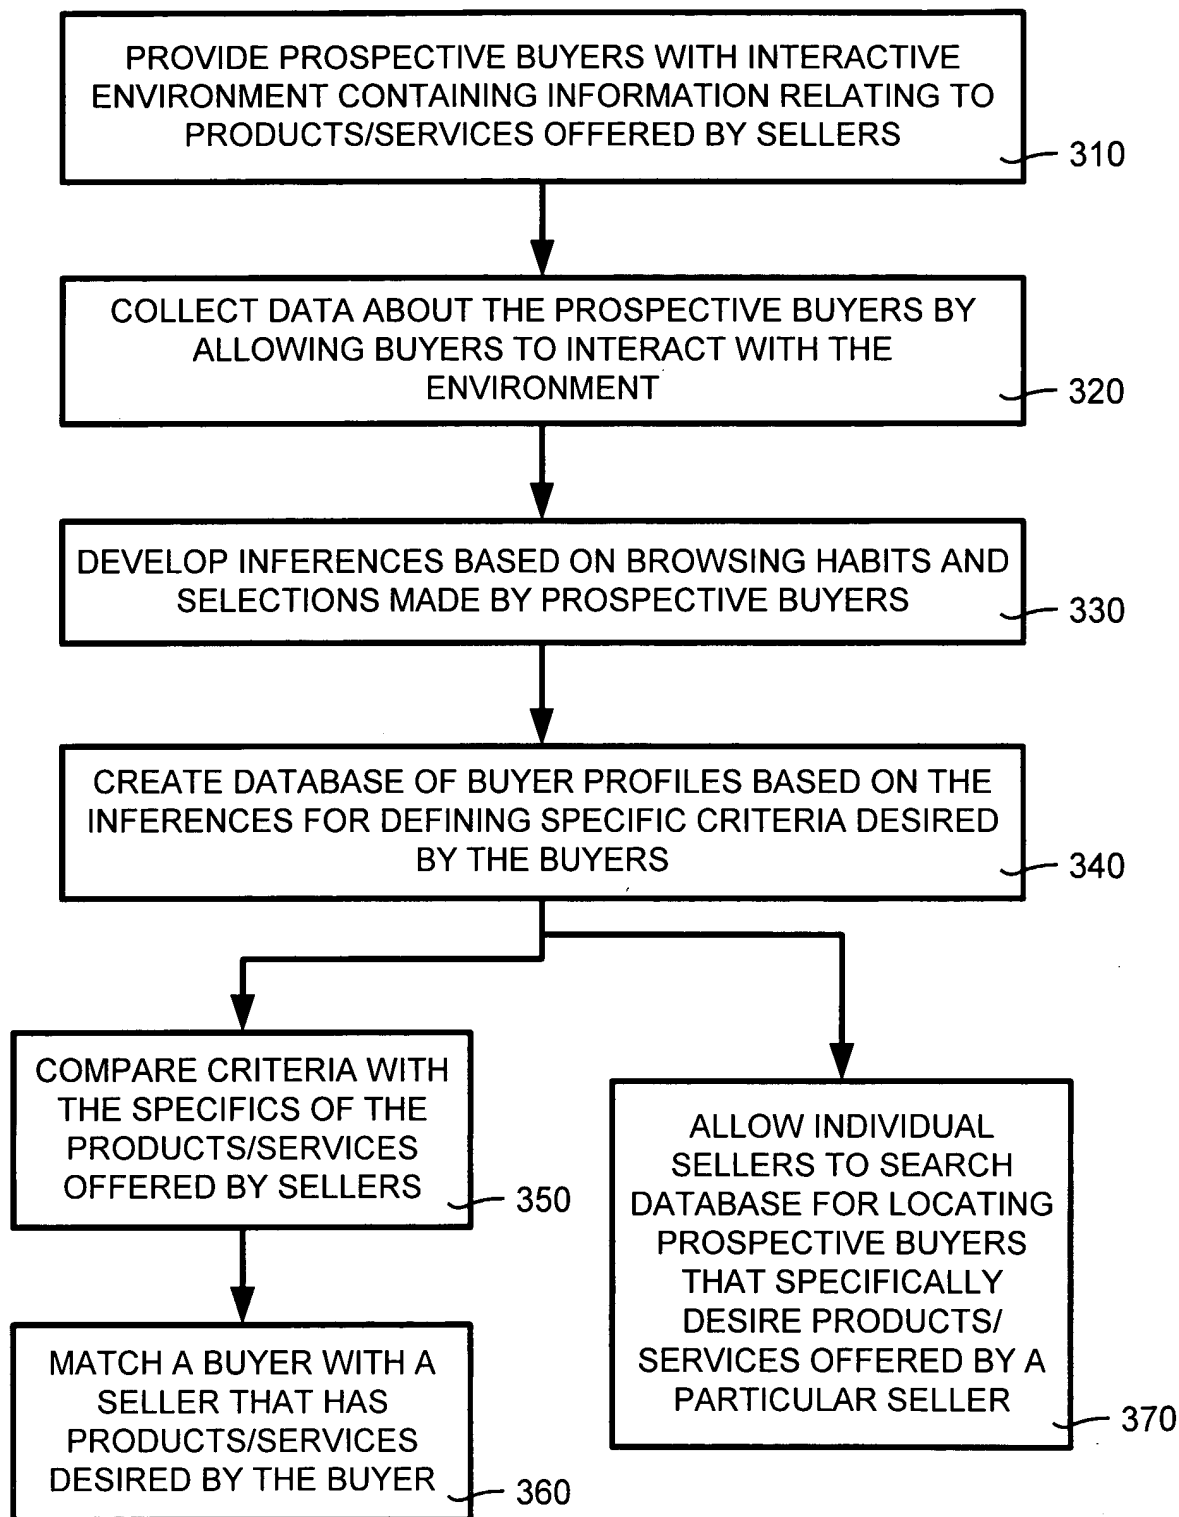 PROVIDE PROSPECTIVE BUYERS WITH INTERACTIVE
ENVIRONMENT CONTAINING INFORMATION RELATING TO
PRODUCTS/SERVICES OFFERED BY SELLERS
310
COLLECT DATA ABOUT THE PROSPECTIVE BUYERS BY
ALLOWING BUYERS TO INTERACT WITH THE
ENVIRONMENT
320
DEVELOP INFERENCES BASED ON BROWSING HABITS AND
SELECTIONS MADE BY PROSPECTIVE BUYERS
330
CREATE DATABASE OF BUYER PROFILES BASED ON THE
INFERENCES FOR DEFINING SPECIFIC CRITERIA DESIRED
BY THE BUYERS
340
COMPARE CRITERIA WITH
THE SPECIFICS OF THE
PRODUCTS/SERVICES
OFFERED BY SELLERS
350
MATCH A BUYER WITH A
SELLER THAT HAS
PRODUCTS/SERVICES
DESIRED BY THE BUYER
360
ALLOW INDIVIDUAL
SELLERS TO SEARCH
DATABASE FOR LOCATING
PROSPECTIVE BUYERS
THAT SPECIFICALLY
DESIRE PRODUCTS/
SERVICES OFFERED BY A
PARTICULAR SELLER
370